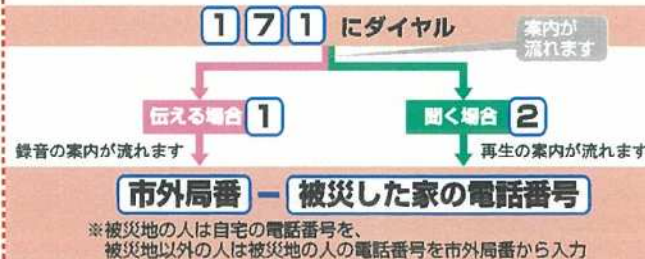 171にダイヤル
案内が
流れます
伝える場合 1
聞く場合 2
録音の案内が流れます
再生の案内が流れます
市外局番－被災した家の電話番号
※被災地の人は自宅の電話番号を、
被災地以外の人は被災地の人の電話番号を市外局番から入力